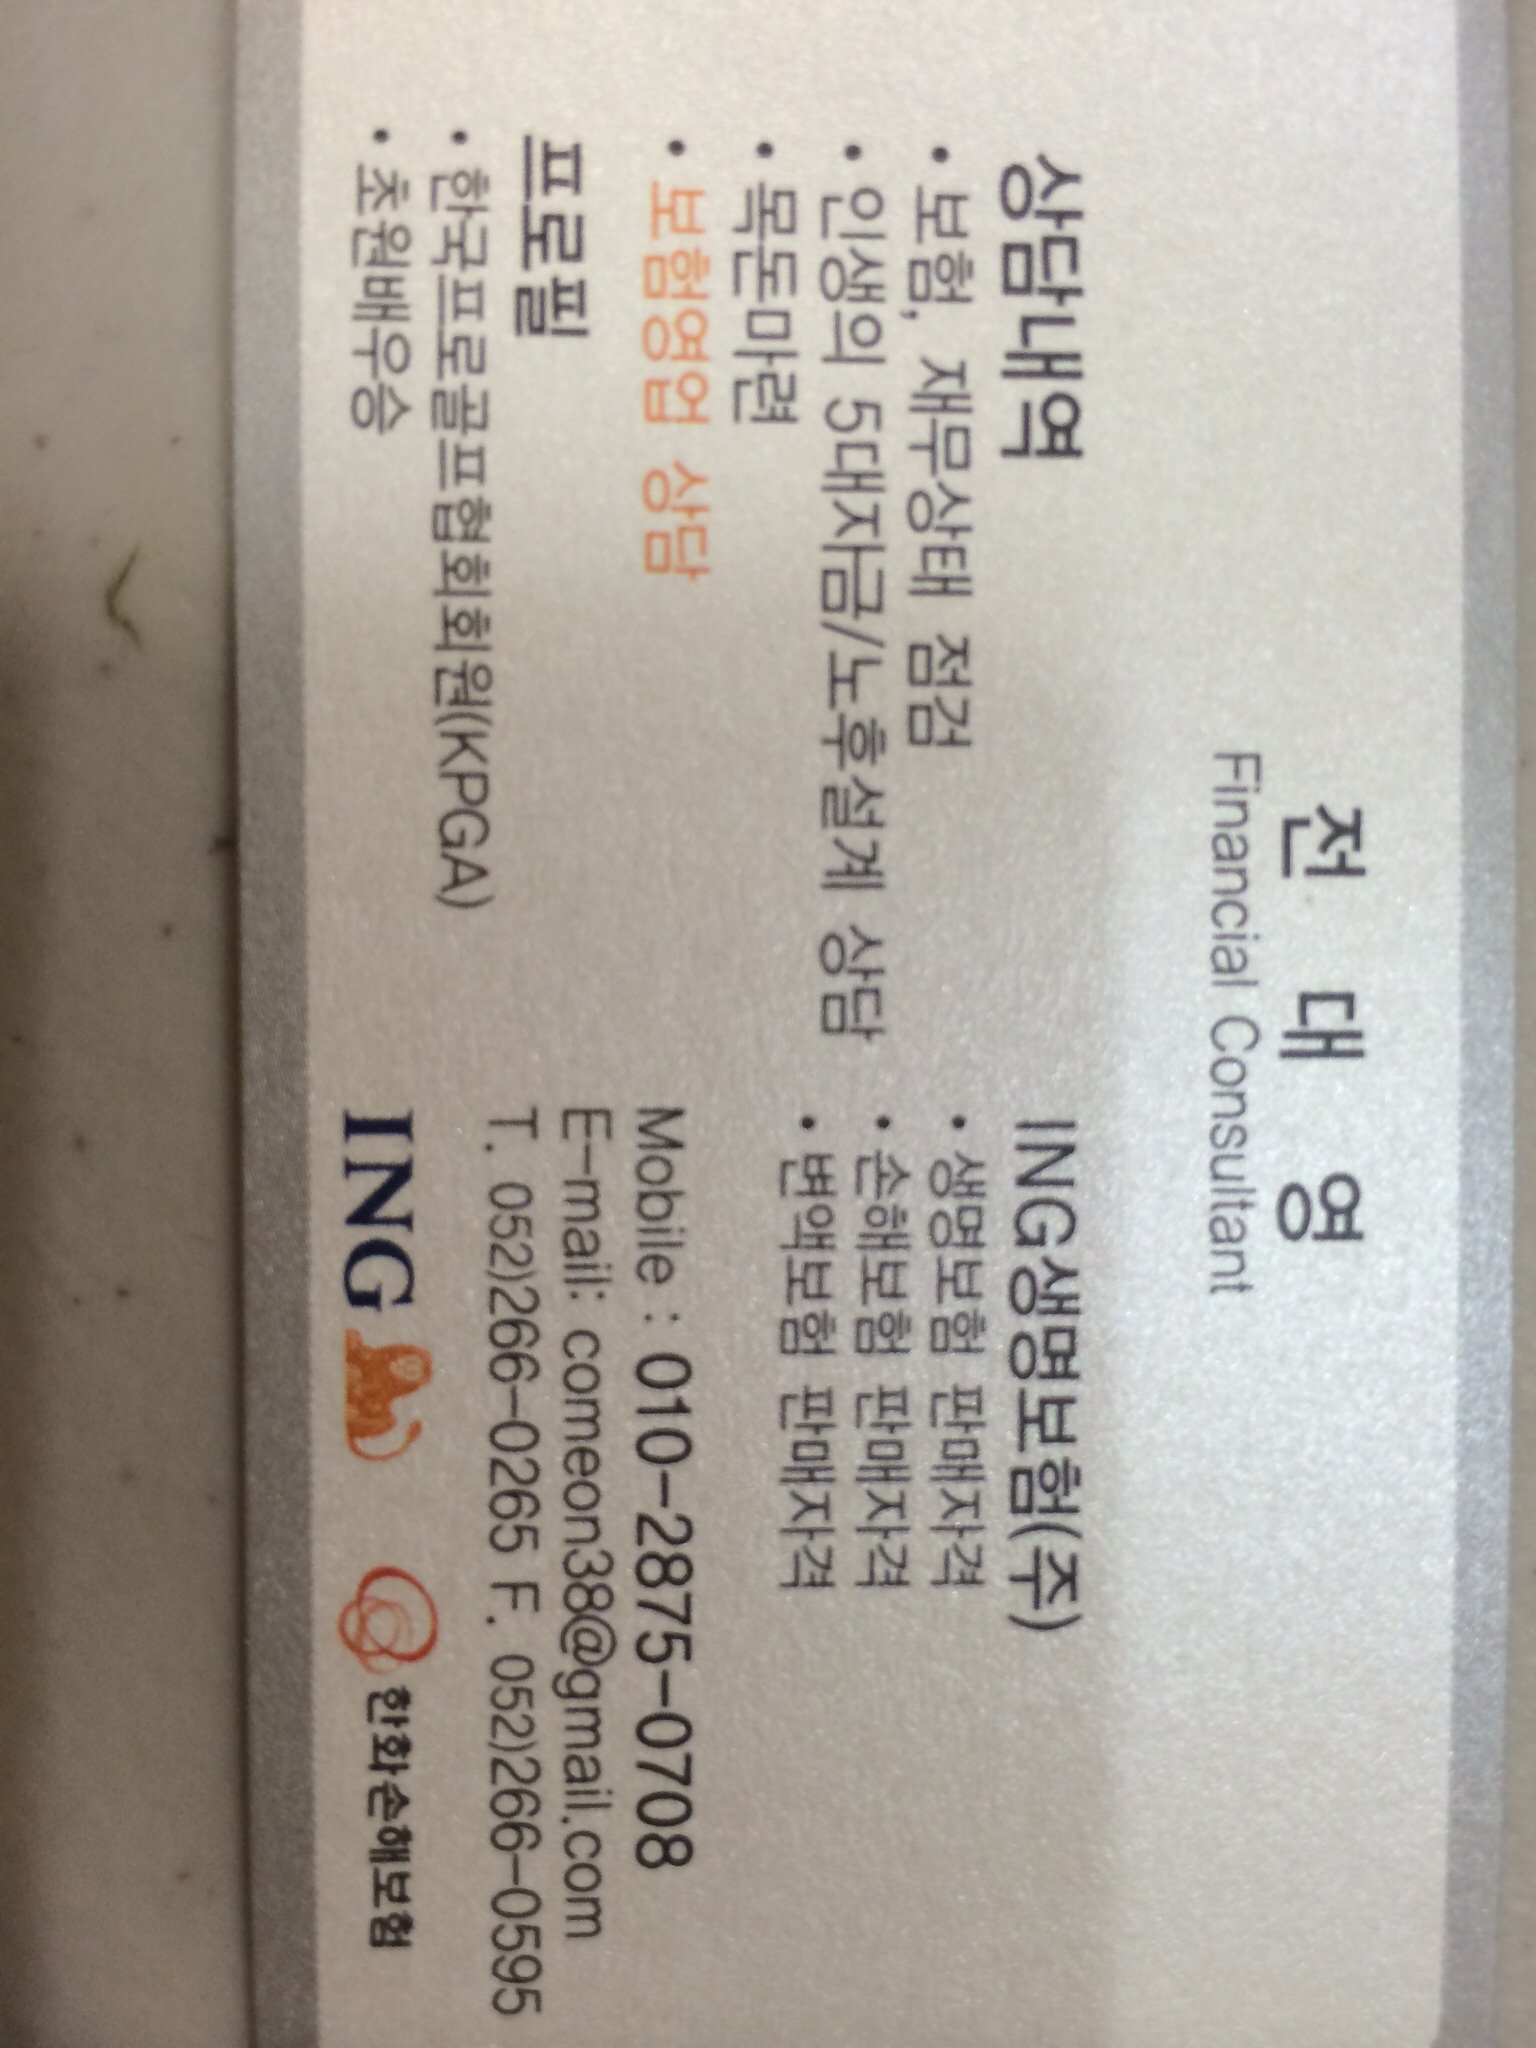 전 대 영
Financial Consultant
상담내역
• 보험, 재무상태 점검
• 인생의 5대자금/노후설계 상담
• 목돈마련
• 보험영업 상담
프로필
• 한국프로골프협회회원(KPGA)
• 초원배우승
ING생명보험(주)
• 생명보험 판매자격
• 손해보험 판매자격
• 변액보험 판매자격
Mobile : 010-2875-0708
E-mail: comeon38@gmail.com
T. 052)266-0265 F. 052)266-0595
ING 한화손해보험